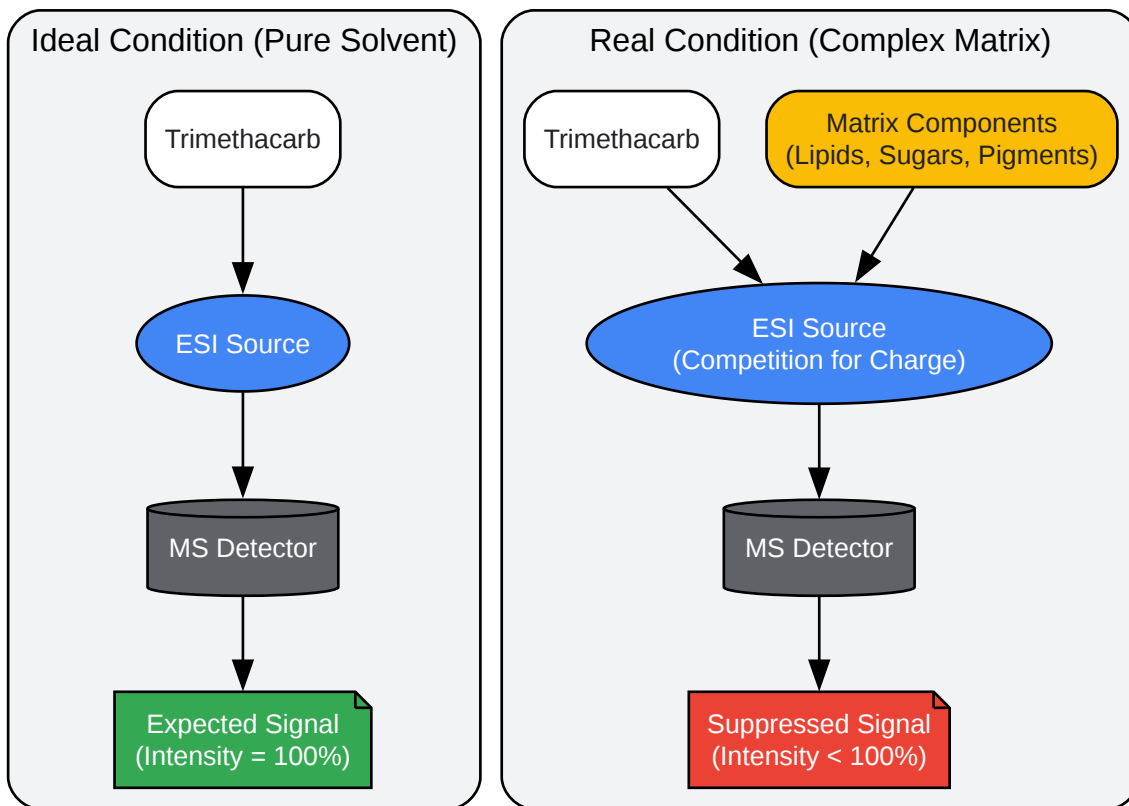 Ideal Condition (Pure Solvent)
Trimethacarb
ESI Source
MS Detector
Expected Signal
(Intensity = 100%)
Real Condition (Complex Matrix)
Trimethacarb
Matrix Components
(Lipids, Sugars, Pigments)
ESI Source
(Competition for Charge)
MS Detector
Suppressed Signal
(Intensity < 100%)